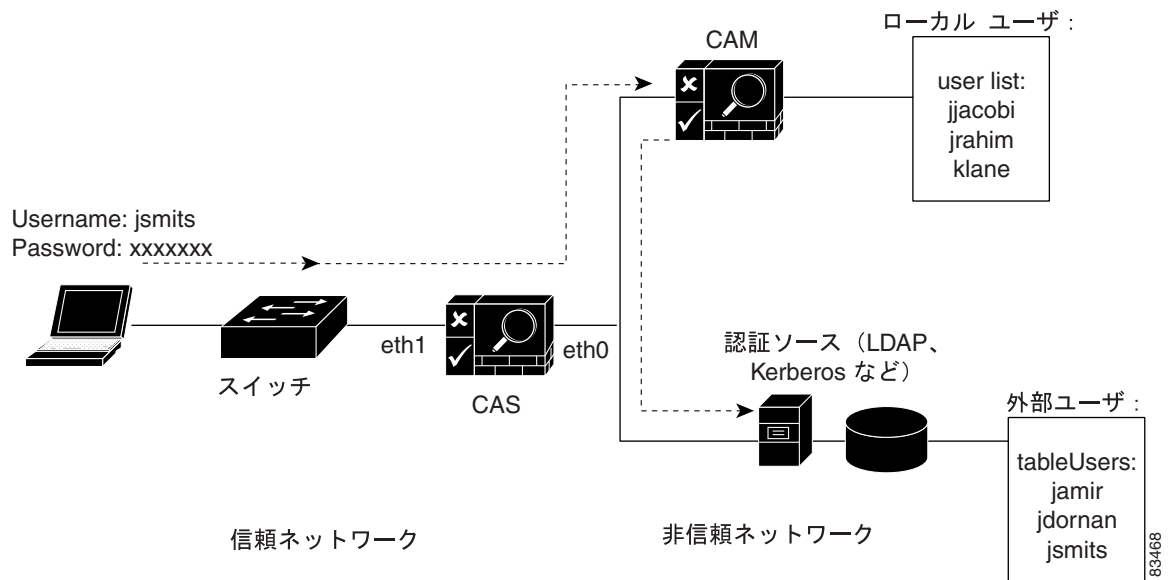 ローカル ユーザ :
CAM
user list:
jjacobi
jrahim
klane
Username: jsmits
Password: xxxxxxx
eth1
eth0
スイッチ
CAS
認証ソース（LDAP、
Kerberos など）
外部ユーザ :
tableUsers:
jamir
jdornan
jsmits
信頼ネットワーク
非信頼ネットワーク
83468